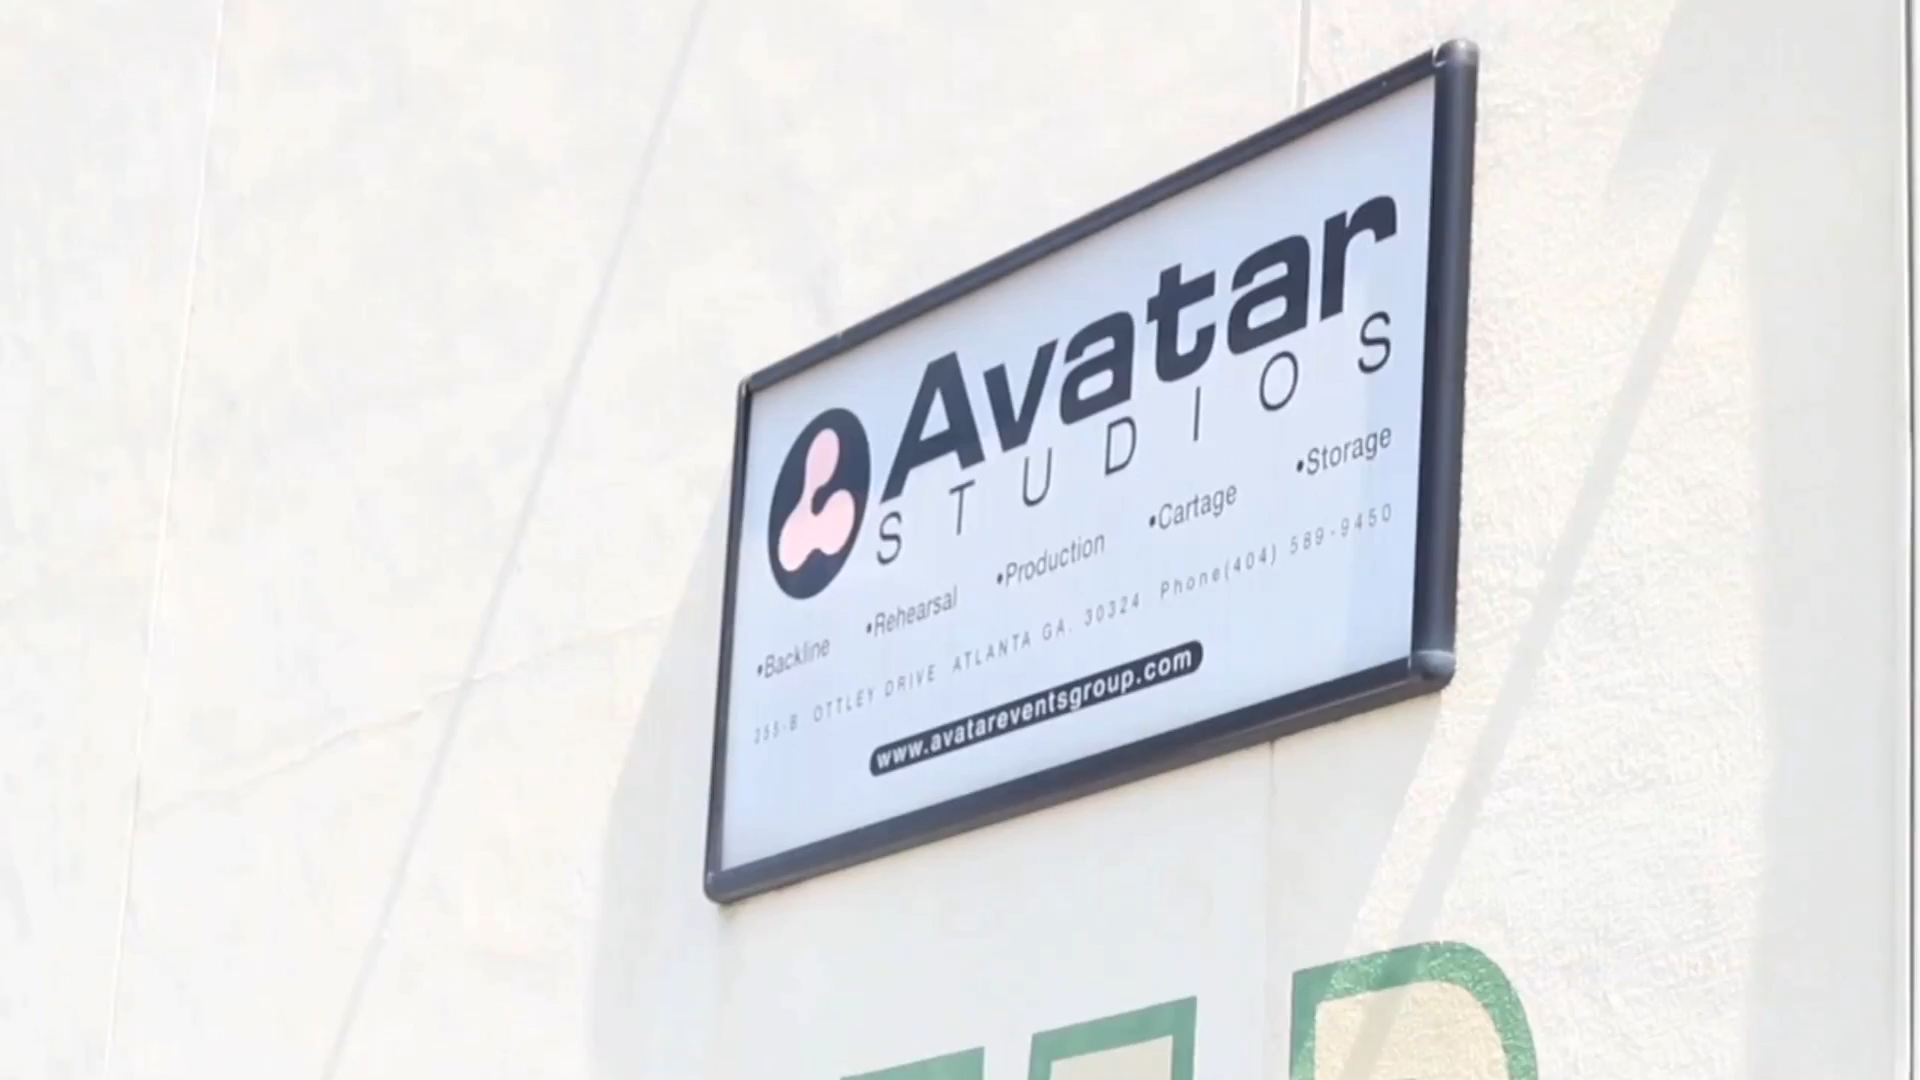 Avatar
STUDIOS
•Backline •Rehearsal •Production •Cartage •Storage
355-B OTTLEY DRIVE ATLANTA GA. 30324 Phone(404) 589-9450
www.avatareventsgroup.com